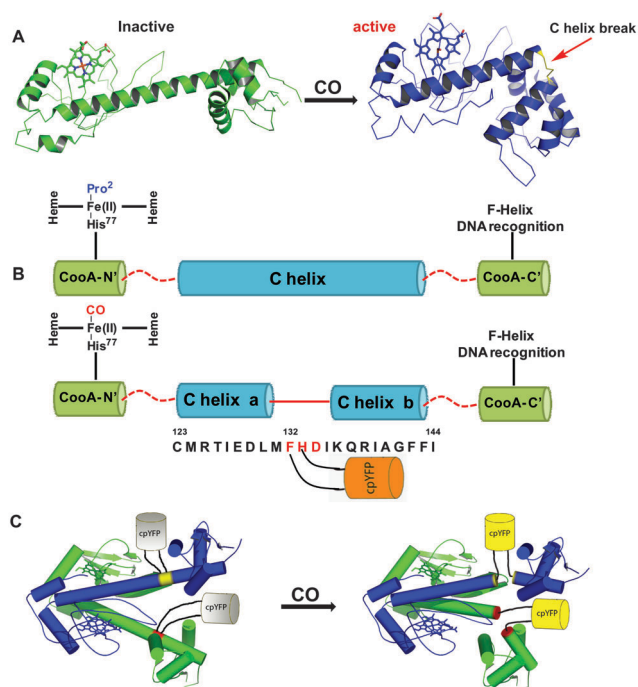 A
Inactive
active
C helix break
CO
B
Pro2
Heme
Fe(II)
Heme
His77
F-Helix
DNA recognition
CooA-N'
C helix
CooA-C'
CO
Heme
Fe(II)
Heme
His77
F-Helix
DNA recognition
CooA-N'
C helix a
C helix b
CooA-C'
123 132 144
C M R T I E D L M F H D I K Q R I A G F F I
cpYFP
C
cpYFP
cpYFP
CO
cpYFP
cpYFP